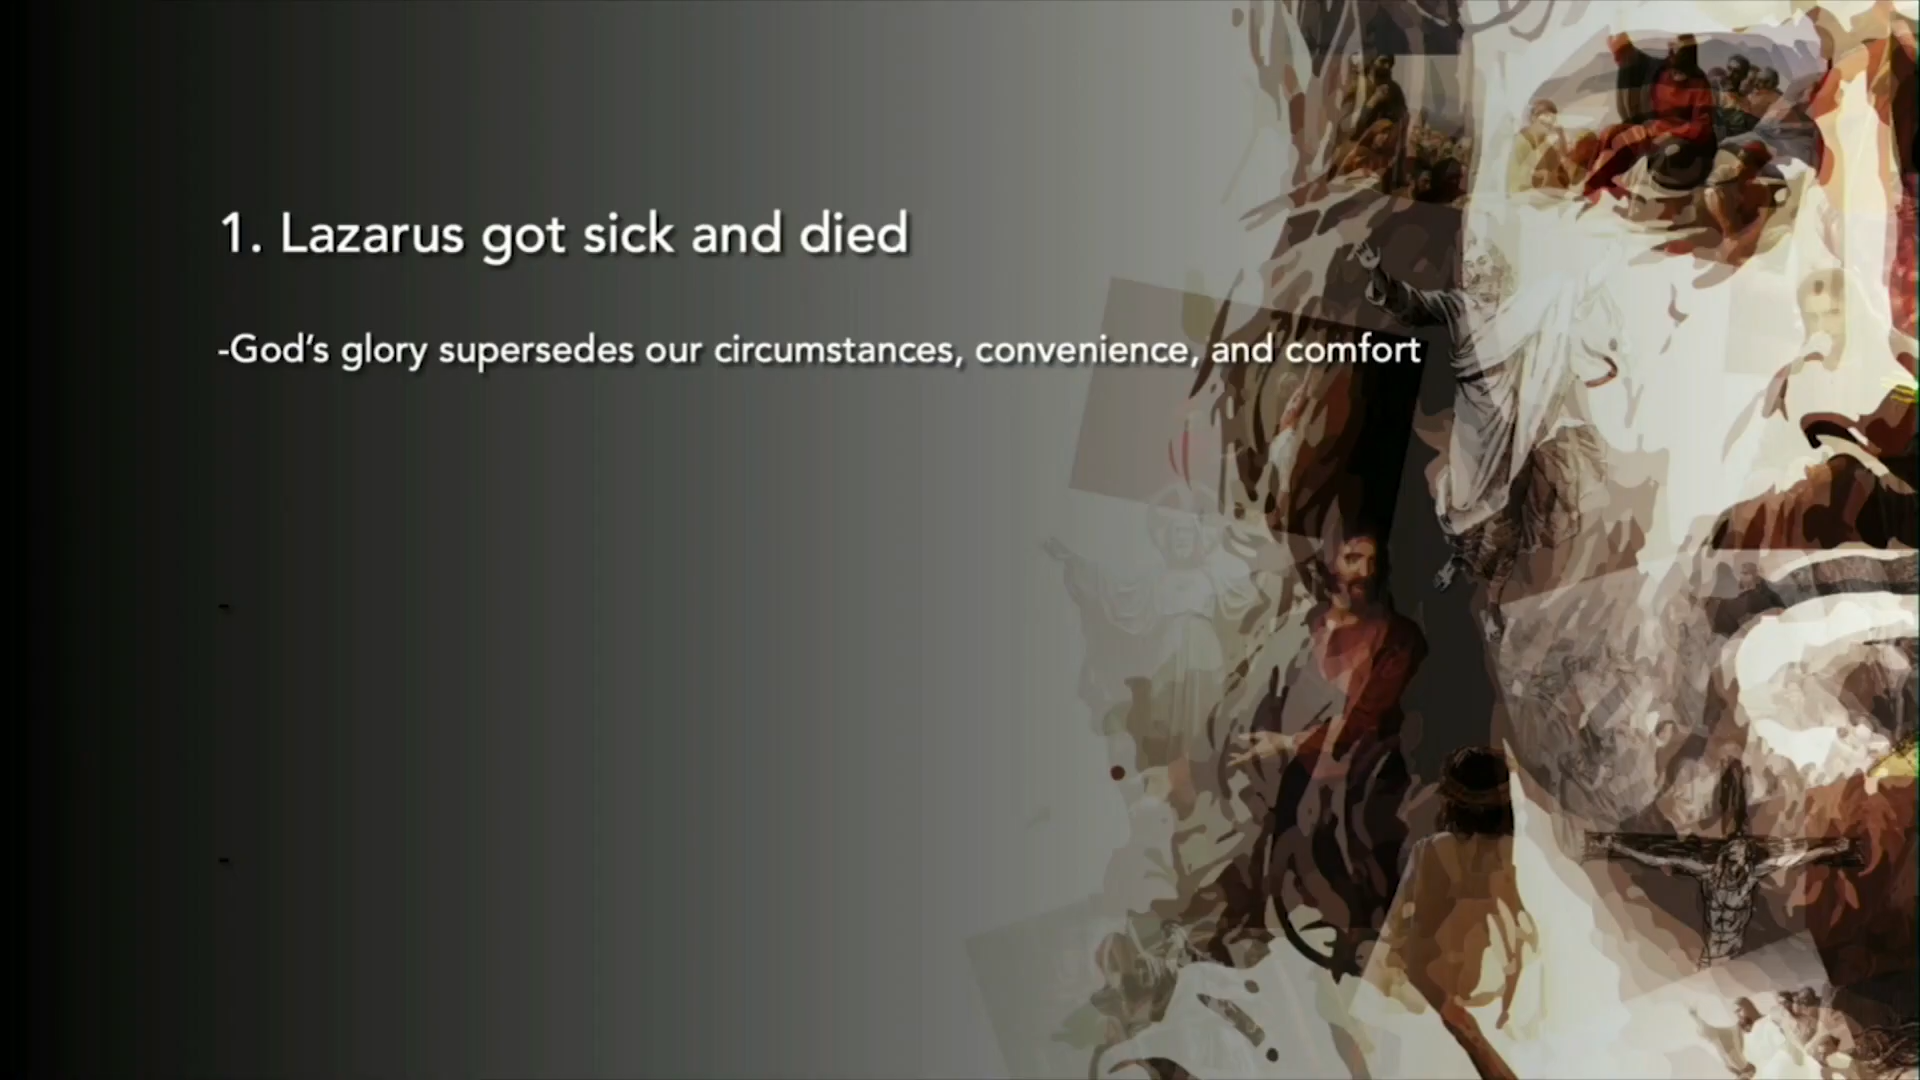 1. Lazarus got sick and died
-God's glory supersedes our circumstances, convenience, and comfort
-
-